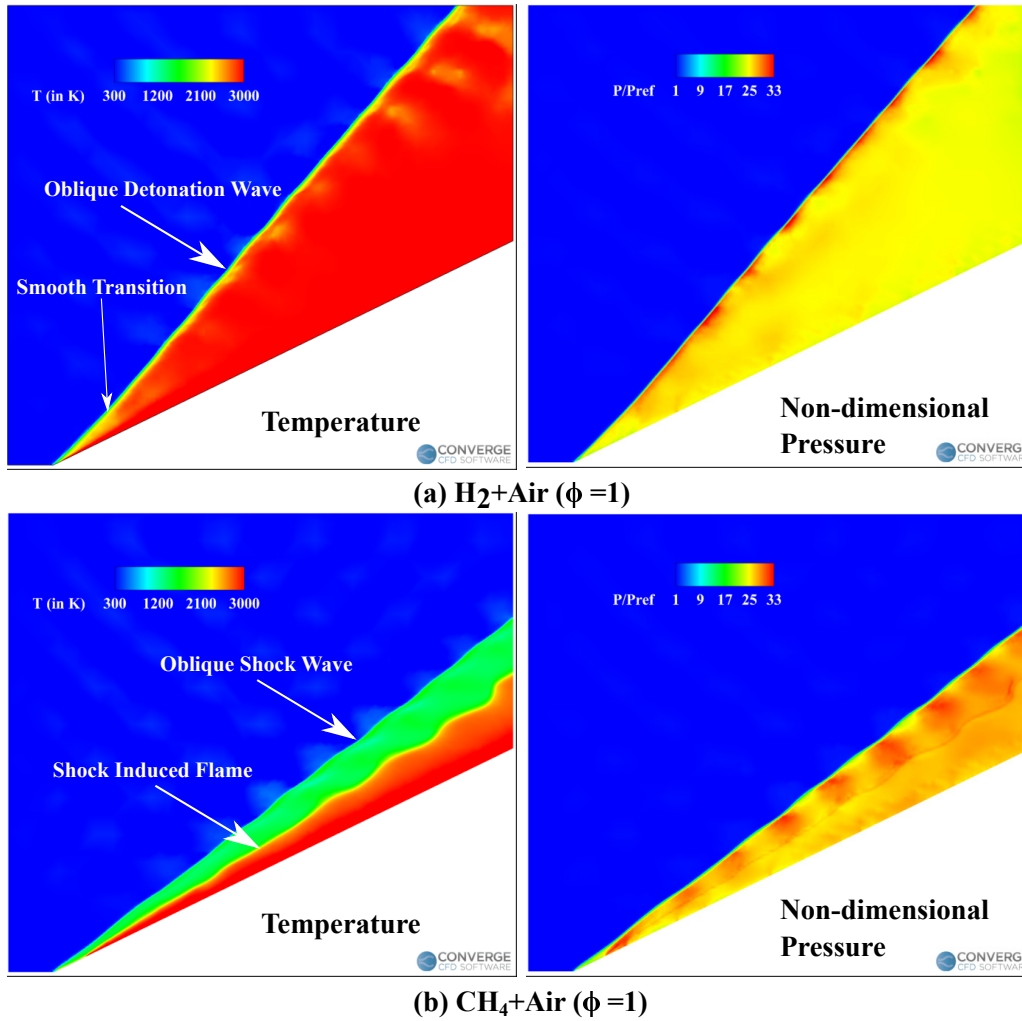 T (in K) 300 1200 2100 3000
Oblique Detonation Wave
Smooth Transition
Temperature
CONVERGE
CFD SOFTWARE
P/Pref 1 9 17 25 33
Non-dimensional
Pressure
CONVERGE
CFD SOFTWARE
(a) H2+Air (ϕ =1)
T (in K) 300 1200 2100 3000
Oblique Shock Wave
Shock Induced Flame
Temperature
CONVERGE
CFD SOFTWARE
P/Pref 1 9 17 25 33
Non-dimensional
Pressure
CONVERGE
CFD SOFTWARE
(b) CH4+Air (ϕ =1)